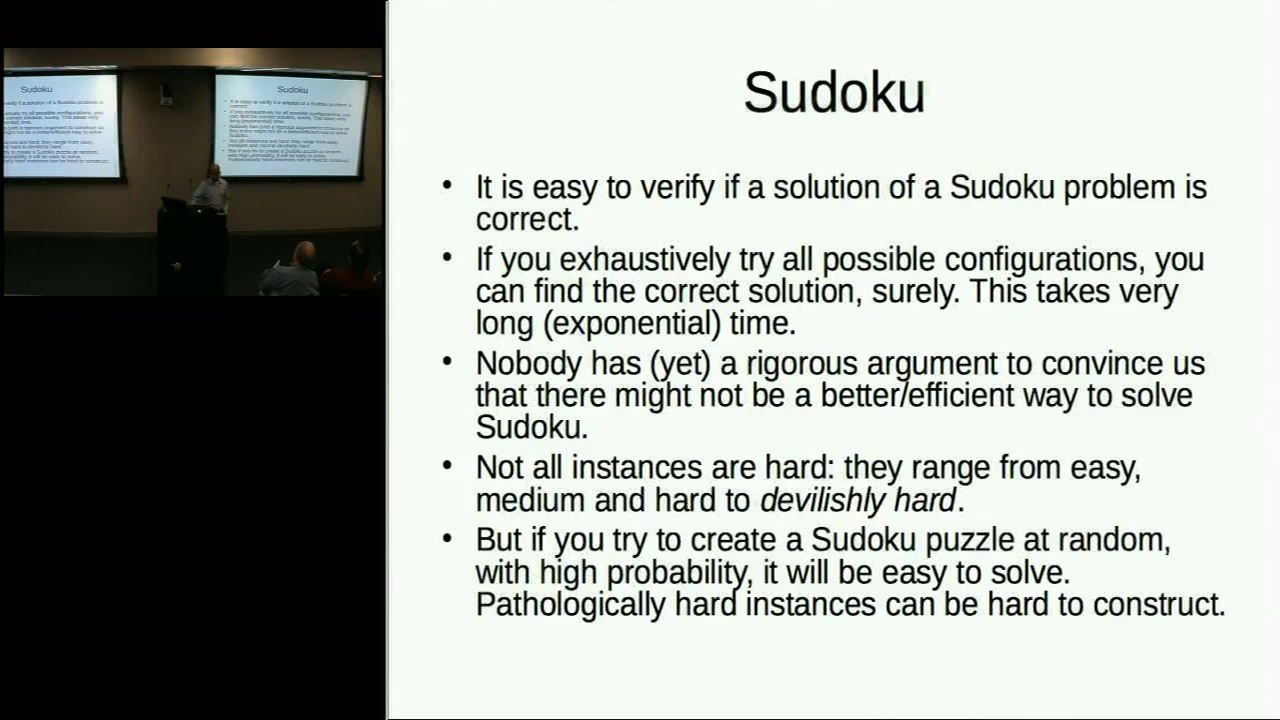 Sudoku
• It is easy to verify if a solution of a Sudoku problem is
correct.
• If you exhaustively try all possible configurations, you
can find the correct solution, surely. This takes very
long (exponential) time.
• Nobody has (yet) a rigorous argument to convince us
that there might not be a better/efficient way to solve
Sudoku.
• Not all instances are hard: they range from easy,
medium and hard to devilishly hard.
• But if you try to create a Sudoku puzzle at random,
with high probability, it will be easy to solve.
Pathologically hard instances can be hard to construct.
Sudoku
Sudoku